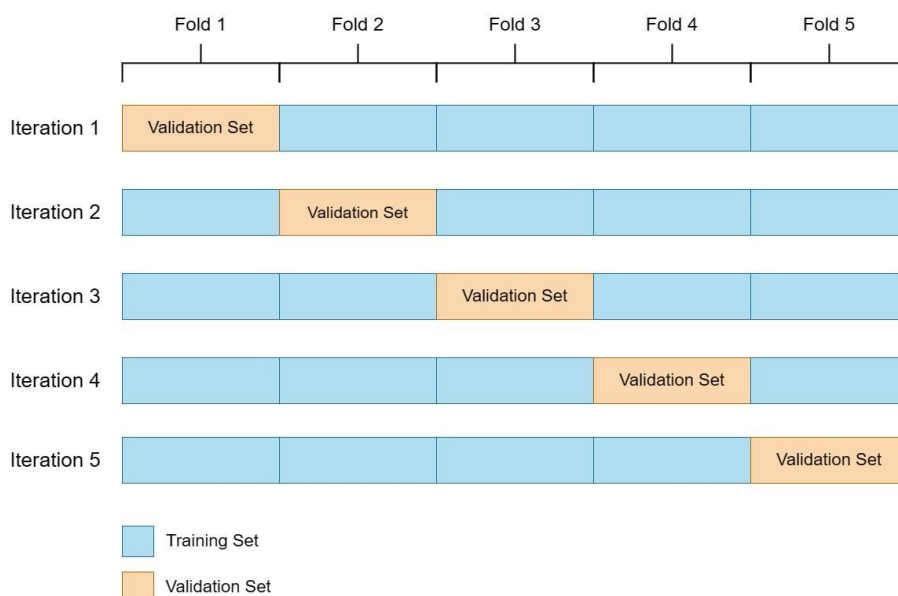 Fold 1 Fold 2 Fold 3 Fold 4 Fold 5
Iteration 1 Validation Set
Iteration 2 Validation Set
Iteration 3 Validation Set
Iteration 4 Validation Set
Iteration 5 Validation Set
Training Set
Validation Set